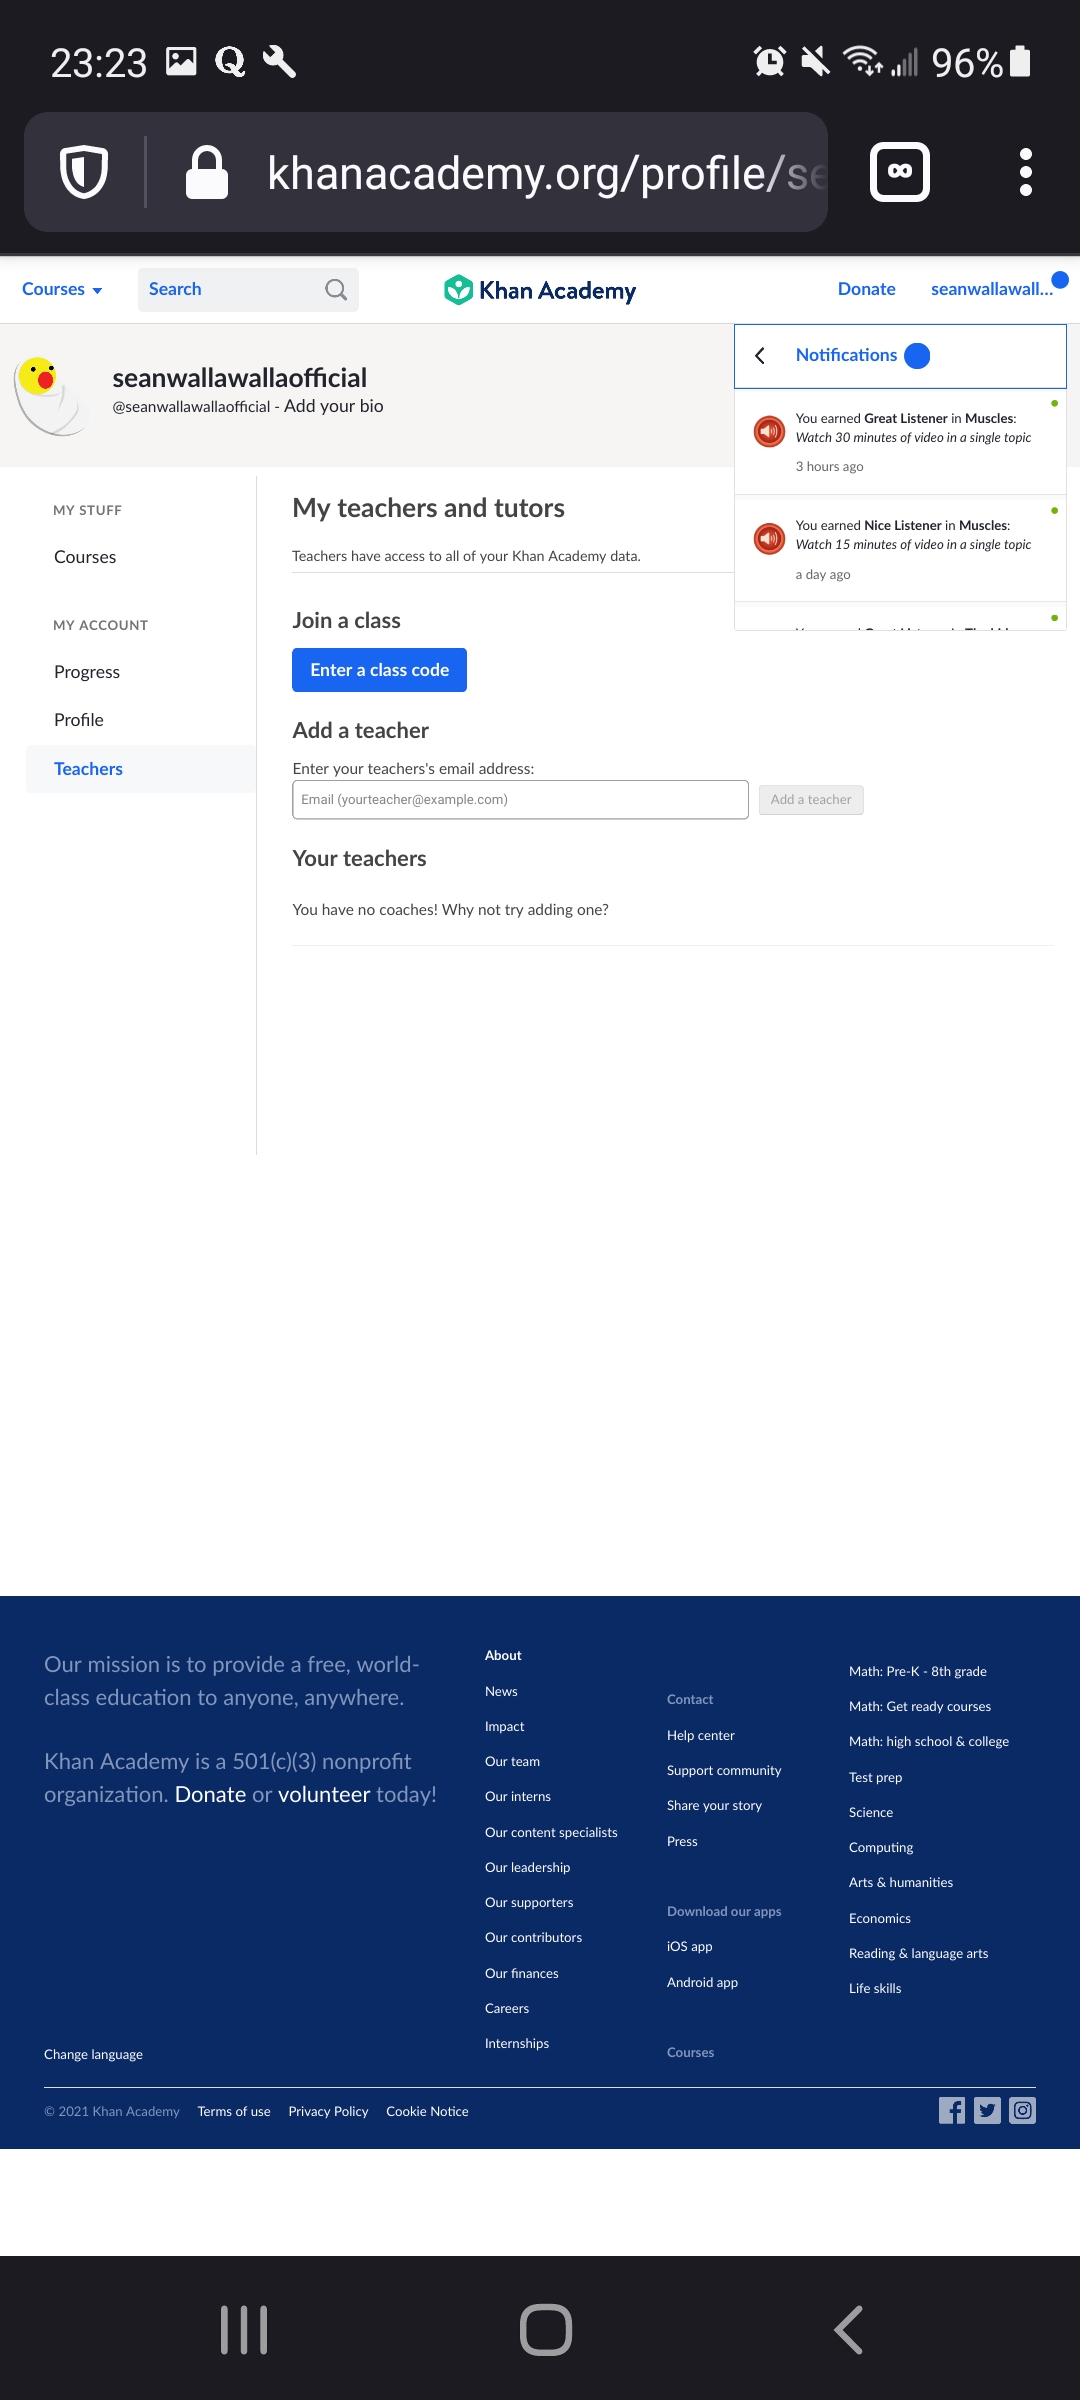 23:23
96%
khanacademy.org/profile/se
Courses
Search
Khan Academy
Donate
seanwallawall...
seanwallawallaofficial
@seanwallawallaofficial - Add your bio
Notifications
You earned Great Listener in Muscles:
Watch 30 minutes of video in a single topic
3 hours ago
You earned Nice Listener in Muscles:
Watch 15 minutes of video in a single topic
a day ago
MY STUFF
Courses
MY ACCOUNT
Progress
Profile
Teachers
My teachers and tutors
Teachers have access to all of your Khan Academy data.
Join a class
Enter a class code
Add a teacher
Enter your teachers's email address:
Email (yourteacher@example.com)
Add a teacher
Your teachers
You have no coaches! Why not try adding one?
Our mission is to provide a free, world-
class education to anyone, anywhere.
Khan Academy is a 501(c)(3) nonprofit
organization. Donate or volunteer today!
About
News
Impact
Our team
Our interns
Our content specialists
Our leadership
Our supporters
Our contributors
Our finances
Careers
Internships
Contact
Help center
Support community
Share your story
Press
Download our apps
iOS app
Android app
Courses
Math: Pre-K - 8th grade
Math: Get ready courses
Math: high school & college
Test prep
Science
Computing
Arts & humanities
Economics
Reading & language arts
Life skills
Change language
© 2021 Khan Academy
Terms of use
Privacy Policy
Cookie Notice